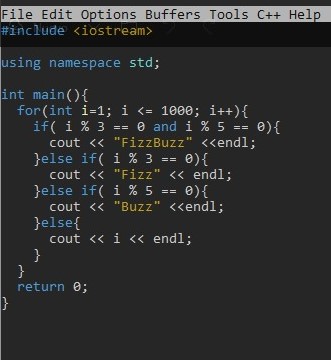 File Edit Options Buffers Tools C++ Help
#include <iostream>
using namespace std;
int main(){
  for(int i=1; i <= 1000; i++){
    if( i % 3 == 0 and i % 5 == 0){
      cout << "FizzBuzz" <<endl;
    }else if( i % 3 == 0){
      cout << "Fizz" << endl;
    }else if( i % 5 == 0){
      cout << "Buzz" <<endl;
    }else{
      cout << i << endl;
    }
  }
  return 0;
}